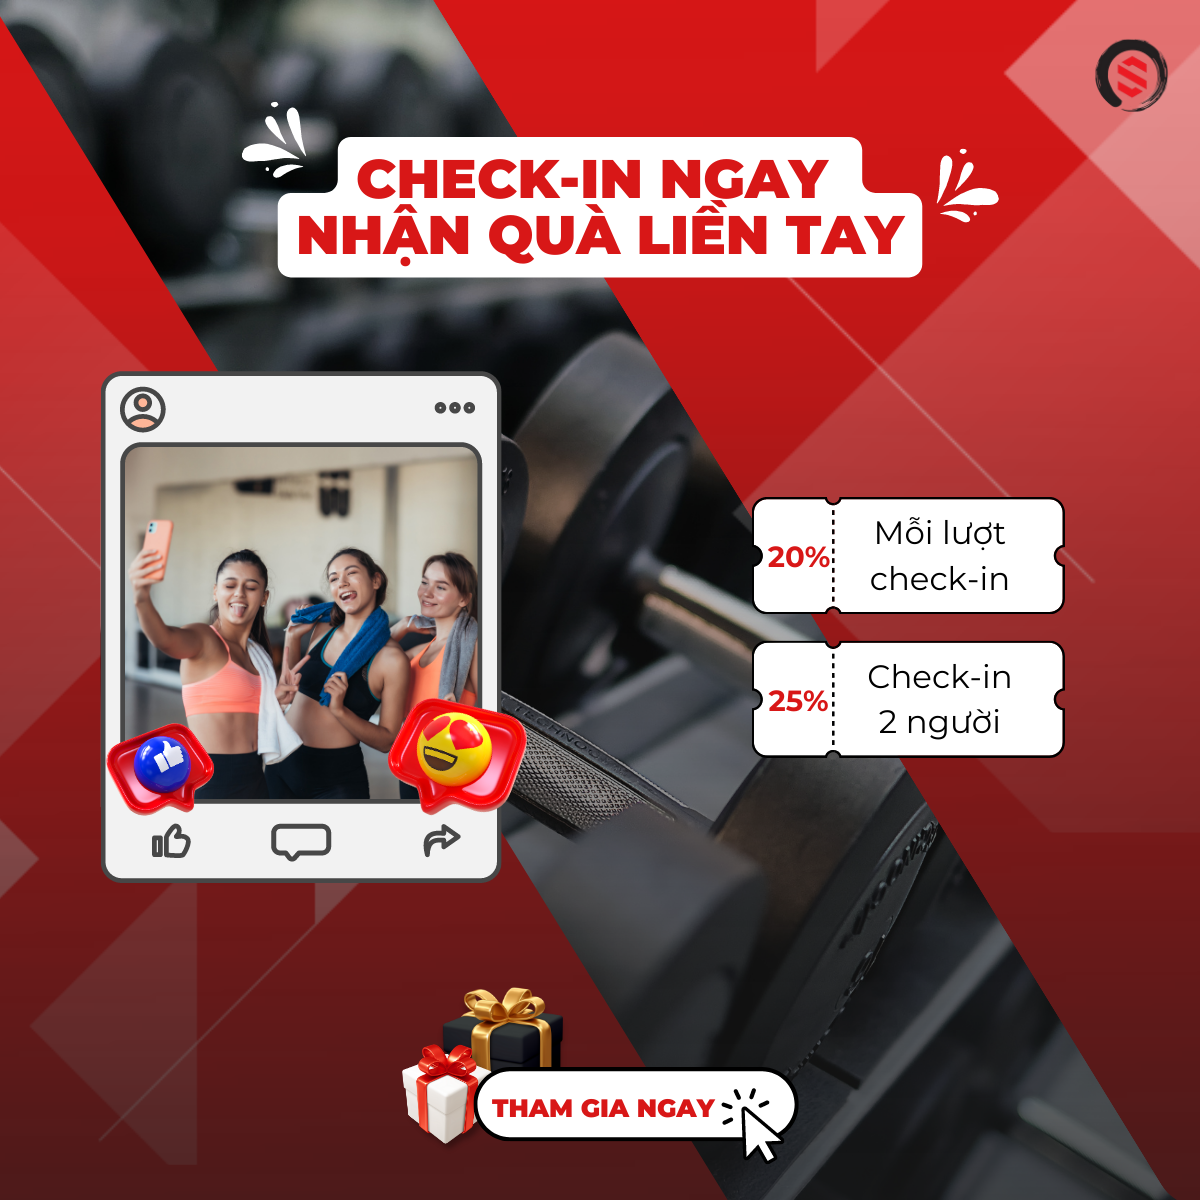 CHECK-IN NGAY
NHẬN QUÀ LIỀN TAY
20%
Mỗi lượt
check-in
25%
Check-in
2 người
THAM GIA NGAY